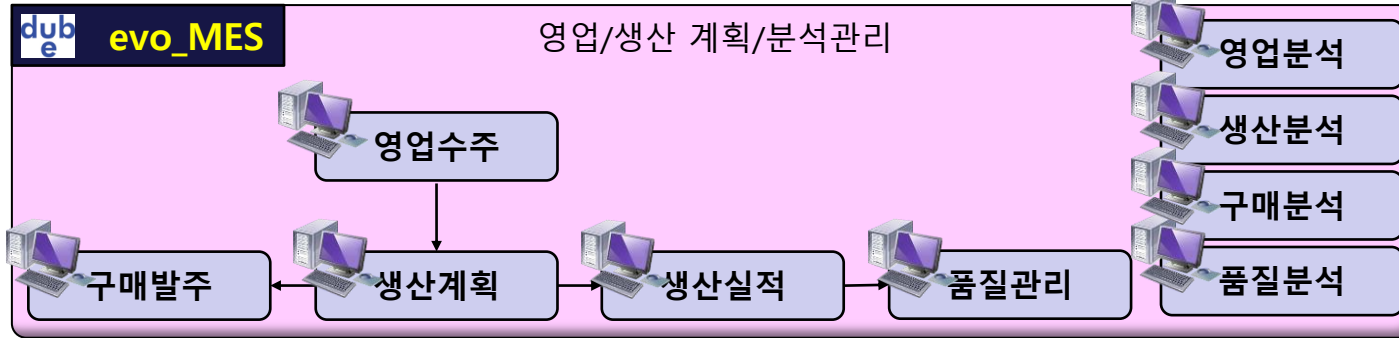 dub
e
evo_MES
영업/생산 계획/분석관리
영업분석
생산분석
영업수주
구매분석
구매발주
생산계획
생산실적
품질관리
품질분석